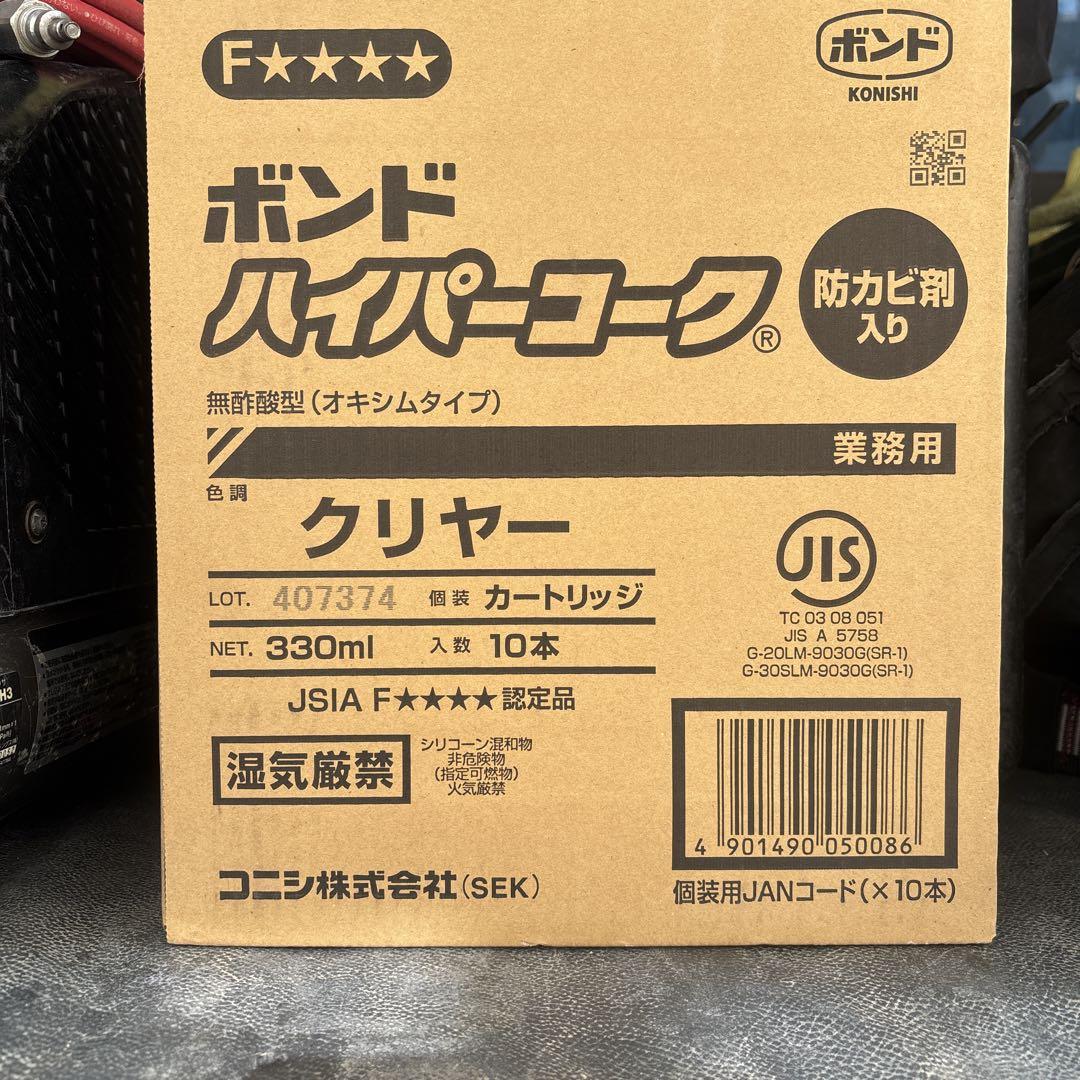 F★★★★
ボンド
KONISHI
ボンド
ハイパーコーク®
防カビ剤
入り
無酢酸型(オキシムタイプ)
業務用
色調
クリヤー
LOT. 407374 個装 カートリッジ
NET. 330ml 入数 10本
JSIA F★★★★認定品
JIS
TC 03 08 051
JIS A 5758
G-20LM-9030G(SR-1)
G-30SLM-9030G(SR-1)
湿気厳禁
シリコーン混和物
非危険物
(指定可燃物)
火気厳禁
4 901490 050086
コニシ株式会社(SEK)
個装用JANコード(×10本)
H3